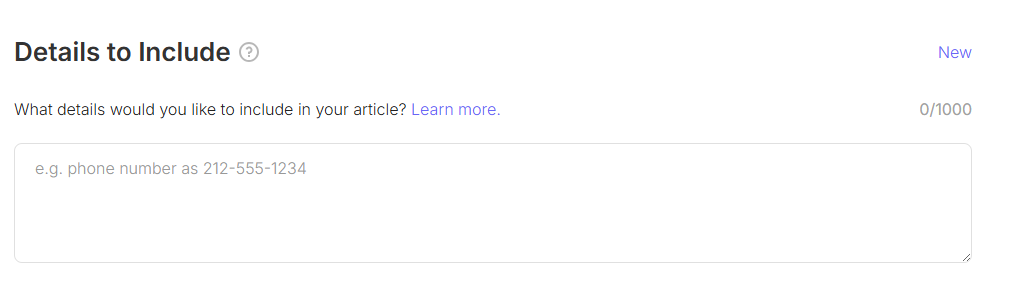 Details to Include ?
New
What details would you like to include in your article? Learn more.
0/1000
e.g. phone number as 212-555-1234